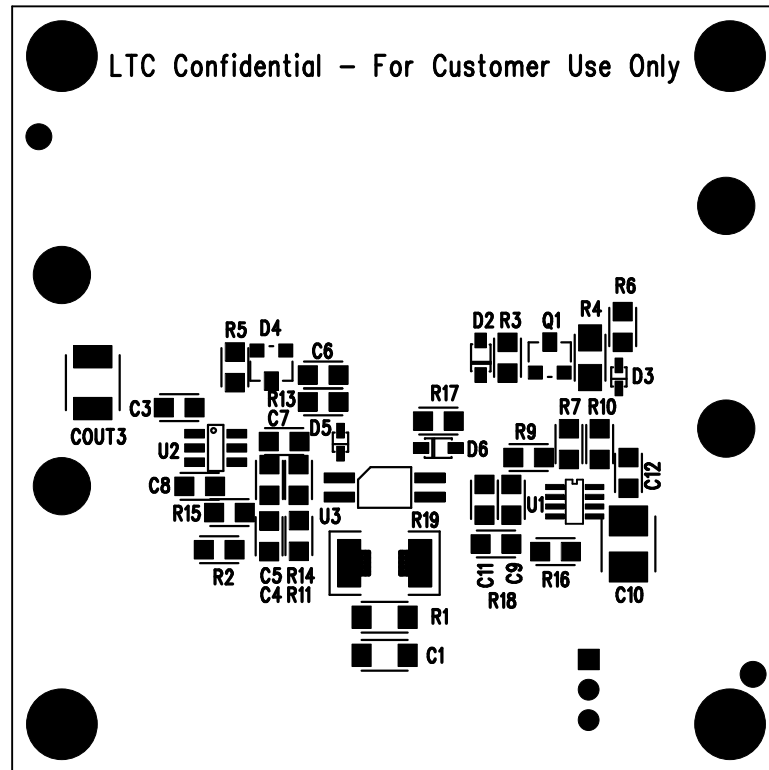 LTC Confidential – For Customer Use Only
R6
D2 R3 Q1 R4
R5 D4
C6
D3
R13
C3
R17
COUT3
C7
D5
R7 R10
U2
D6
R9
C12
C8
R15
U3
R19
U1
R2
C5 R14
C4 R11
C11 C9
R16
R18
C10
R1
C1